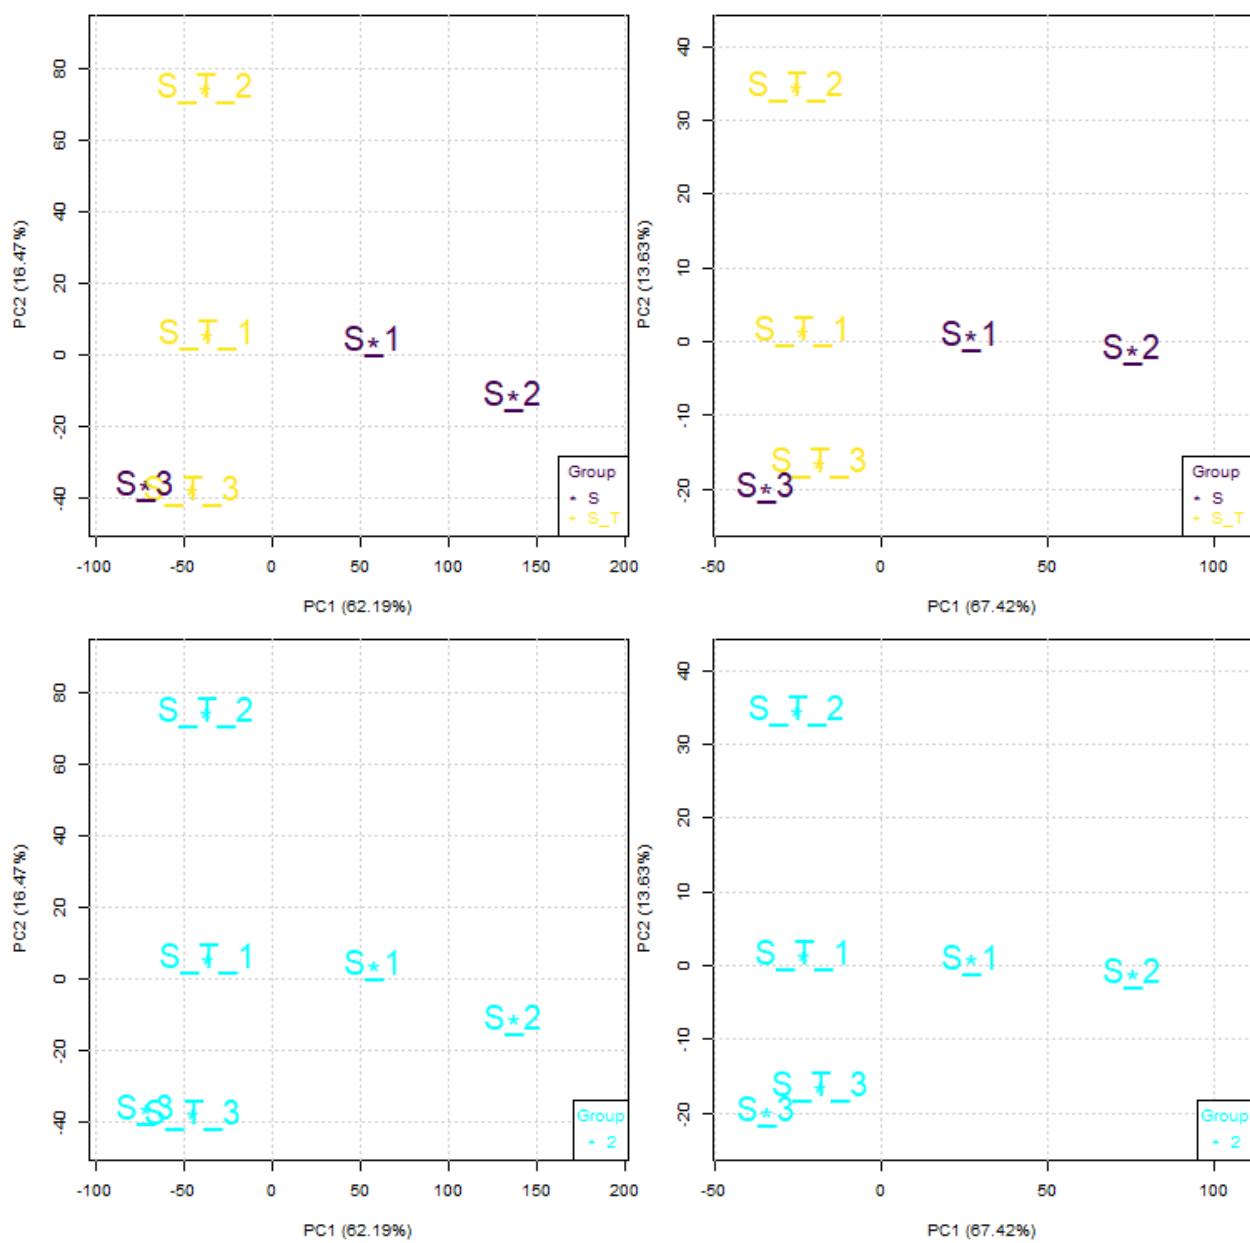 80
60
40
20
0
-20
-40
PC2 (16.47%)
S_T_2
S_T_1
S_1
S_2
S_3
S_T_3
Group
* S
* S_T
-100 -50 0 50 100 150 200
PC1 (62.19%)
40
30
20
10
0
-10
-20
PC2 (13.63%)
S_T_2
S_T_1
S_1
S_2
S_T_3
S_3
Group
* S
* S_T
-50 0 50 100
PC1 (67.42%)
80
60
40
20
0
-20
-40
PC2 (16.47%)
S_T_2
S_T_1
S_1
S_2
S_3
S_T_3
Group
* 2
-100 -50 0 50 100 150 200
PC1 (62.19%)
40
30
20
10
0
-10
-20
PC2 (13.63%)
S_T_2
S_T_1
S_1
S_2
S_T_3
S_3
Group
* 2
-50 0 50 100
PC1 (67.42%)